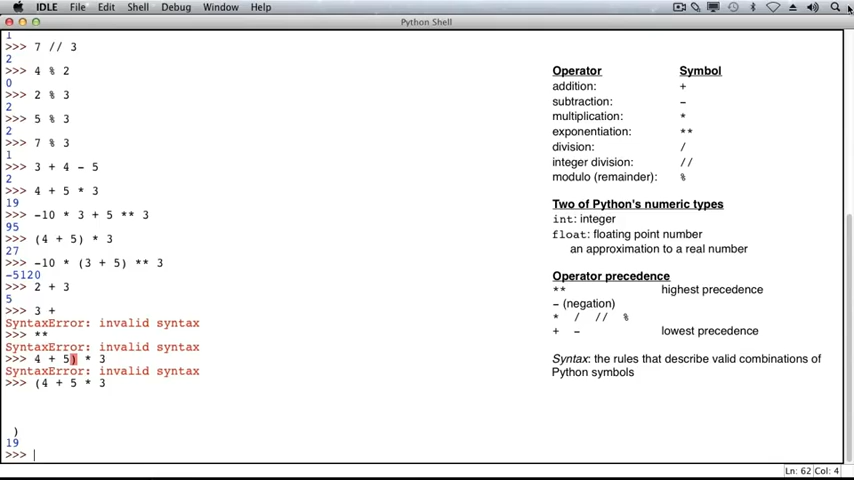 IDLE File Edit Shell Debug Window Help
Python Shell
1
>>> 7 // 3
2
>>> 4 % 2
0
>>> 2 % 3
2
>>> 5 % 3
2
>>> 7 % 3
1
>>> 3 + 4 - 5
2
>>> 4 + 5 * 3
19
>>> -10 * 3 + 5 ** 3
95
>>> (4 + 5) * 3
27
>>> -10 * (3 + 5) ** 3
-5120
>>> 2 + 3
5
>>> 3 +
SyntaxError: invalid syntax
>>> **
SyntaxError: invalid syntax
>>> 4 + 5) * 3
SyntaxError: invalid syntax
>>> (4 + 5 * 3
)
19
>>>
Operator Symbol
addition: +
subtraction: -
multiplication: *
exponentiation: **
division: /
integer division: //
modulo (remainder): %
Two of Python's numeric types
int: integer
float: floating point number
an approximation to a real number
Operator precedence
** highest precedence
- (negation)
* / // %
+ - lowest precedence
Syntax: the rules that describe valid combinations of
Python symbols
Ln: 62 Col: 4